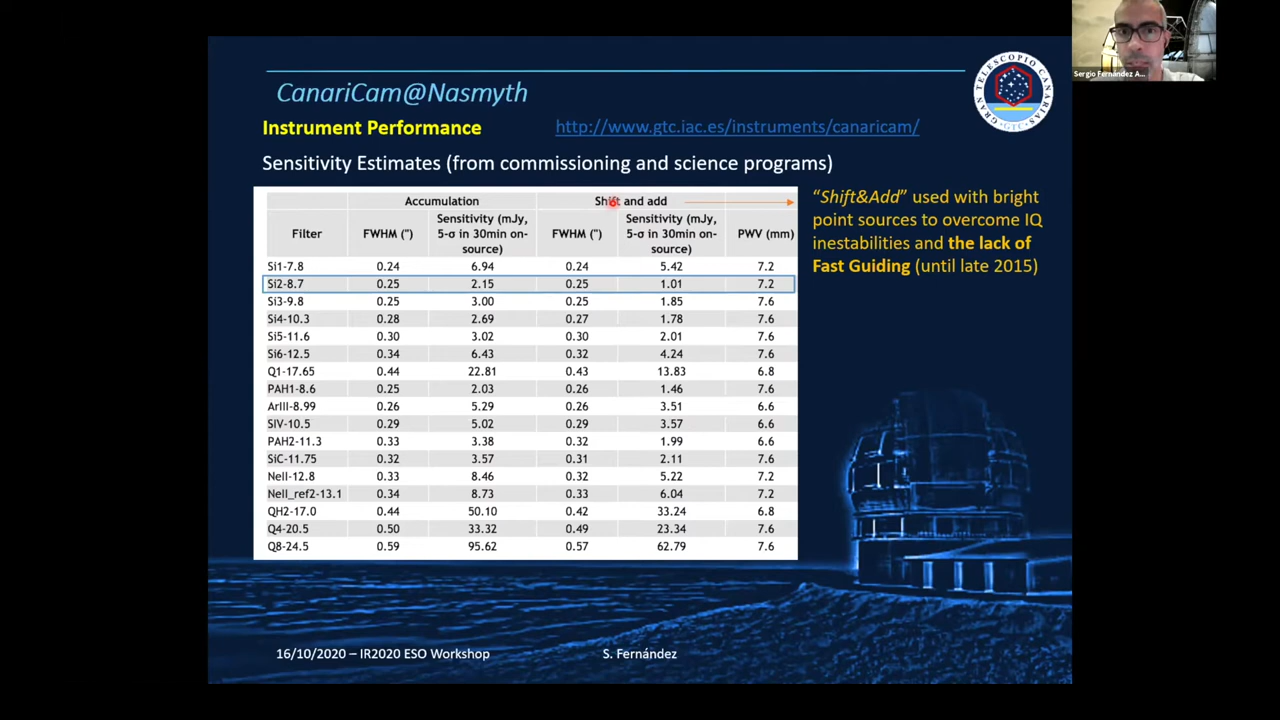 Sergio Fernández A...
CanariCam@Nasmyth
GRAN TELESCOPIO CANARIAS
GTC
Instrument Performance
http://www.gtc.iac.es/instruments/canaricam/
Sensitivity Estimates (from commissioning and science programs)
Accumulation Shift and add
Filter FWHM (") Sensitivity (mJy, 5-σ in 30min on-source) FWHM (") Sensitivity (mJy, 5-σ in 30min on-source) PWV (mm)
Si1-7.8 0.24 6.94 0.24 5.42 7.2
Si2-8.7 0.25 2.15 0.25 1.01 7.2
Si3-9.8 0.25 3.00 0.25 1.85 7.6
Si4-10.3 0.28 2.69 0.27 1.78 7.6
Si5-11.6 0.30 3.02 0.30 2.01 7.6
Si6-12.5 0.34 6.43 0.32 4.24 7.6
Q1-17.65 0.44 22.81 0.43 13.83 6.8
PAH1-8.6 0.25 2.03 0.26 1.46 7.6
ArIII-8.99 0.26 5.29 0.26 3.51 6.6
SIV-10.5 0.29 5.02 0.29 3.57 6.6
PAH2-11.3 0.33 3.38 0.32 1.99 6.6
SiC-11.75 0.32 3.57 0.31 2.11 7.6
NeII-12.8 0.33 8.46 0.32 5.22 7.2
NeII_ref2-13.1 0.34 8.73 0.33 6.04 7.2
QH2-17.0 0.44 50.10 0.42 33.24 6.8
Q4-20.5 0.50 33.32 0.49 23.34 7.6
Q8-24.5 0.59 95.62 0.57 62.79 7.6
“Shift&Add” used with bright
point sources to overcome IQ
inestabilities and the lack of
Fast Guiding (until late 2015)
16/10/2020 – IR2020 ESO Workshop
S. Fernández